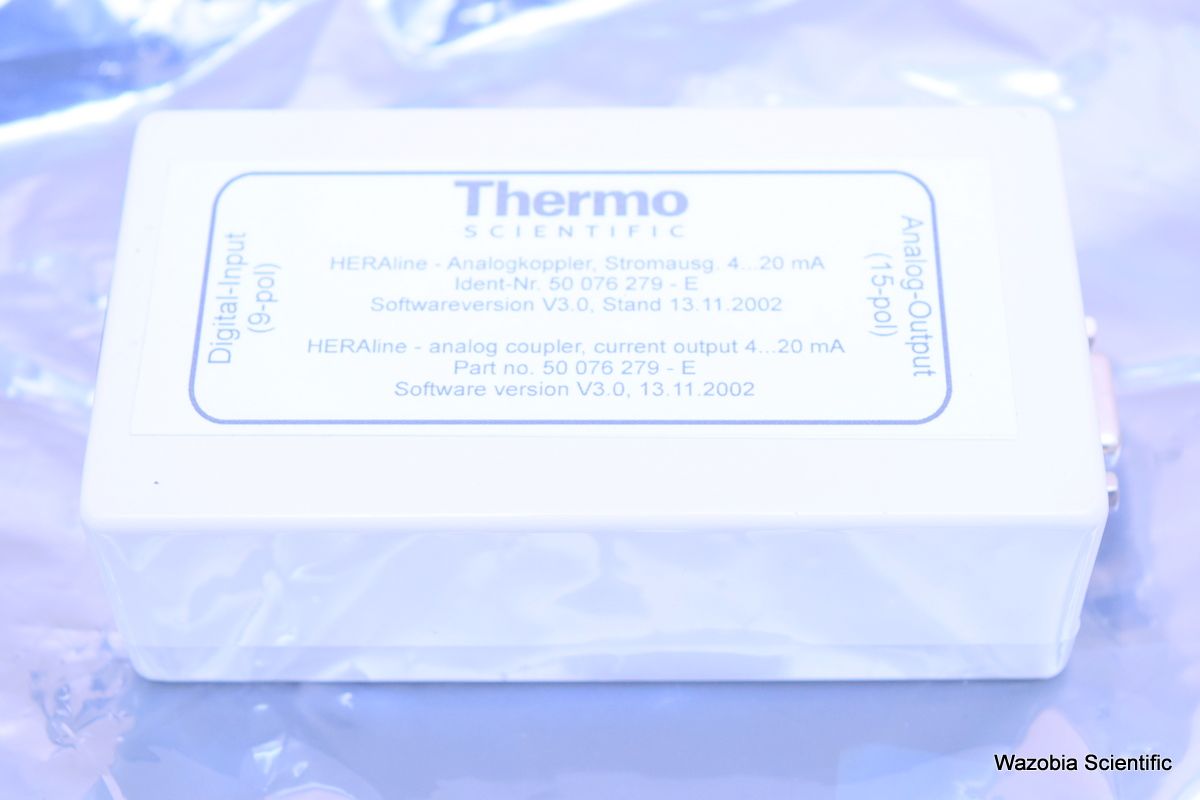 Thermo
SCIENTIFIC
HERAline - Analogkoppler, Stromausg. 4...20 mA
Ident-Nr. 50 076 279 - E
Softwareversion V3.0, Stand 13.11.2002
HERAline - analog coupler, current output 4...20 mA
Part no. 50 076 279 - E
Software version V3.0, 13.11.2002
Digital-Input
(9-pol)
Analog-Output
(15-pol)
Wazobia Scientific